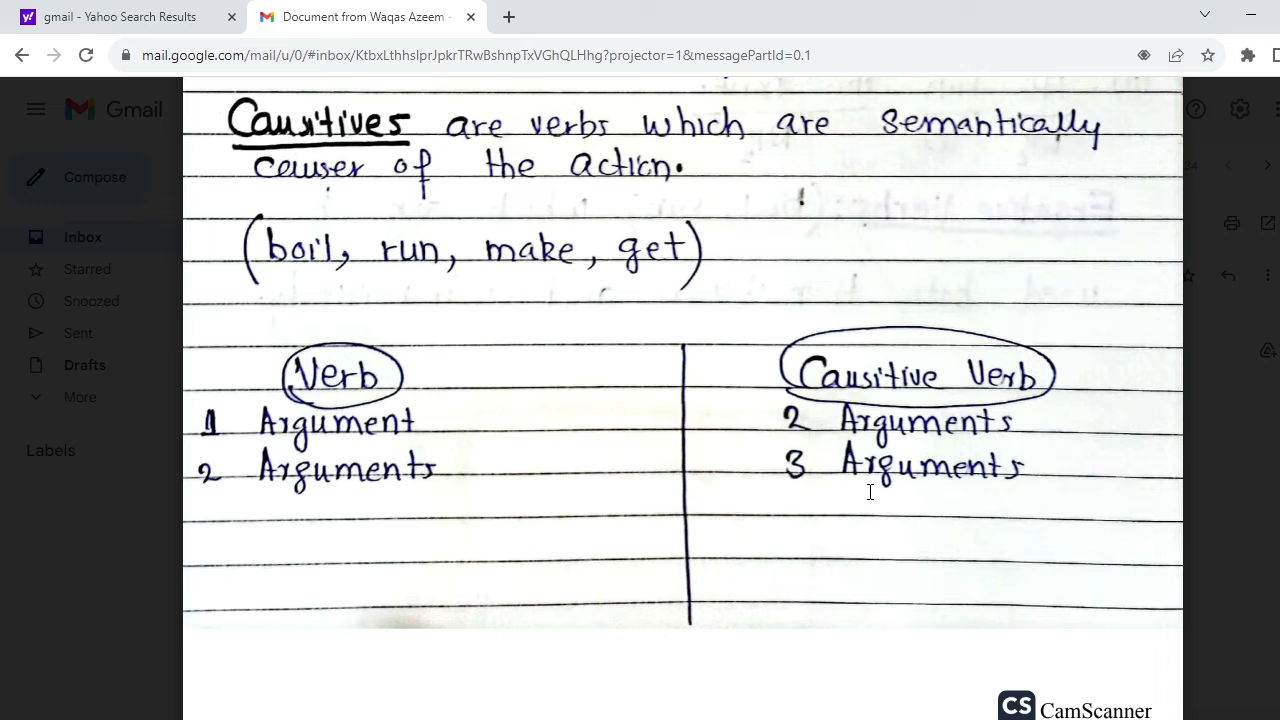 gmail - Yahoo Search Results
Document from Waqas Azeem -
mail.google.com/mail/u/0/#inbox/KtbxLthhslprJpkrTRwBshnpTxVGhQLHhg?projector=1&messagePartId=0.1
Gmail
Compose
Inbox
Starred
Snoozed
Sent
Drafts
More
Labels
34
Causitives are verbs which are semantically
causer of the action.
(boil, run, make, get)
Verb
1 Argument
2 Arguments
Causitive Verb
2 Arguments
3 Arguments
CS CamScanner